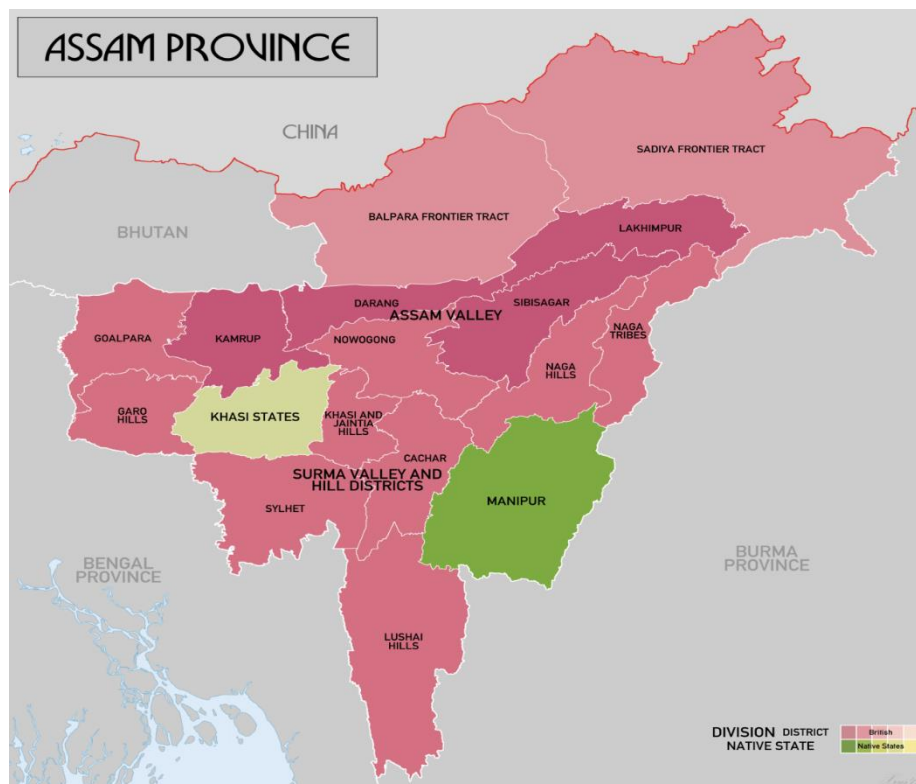 ASSAM PROVINCE
CHINA
SADIYA FRONTIER TRACT
BALPARA FRONTIER TRACT
LAKHIMPUR
BHUTAN
DARANG
SIBISAGAR
ASSAM VALLEY
GOALPARA
KAMRUP
NOWOGONG
NAGA
TRIBES
NAGA
HILLS
GARO
HILLS
KHASI STATES
KHASI AND
JAINTIA
HILLS
CACHAR
SURMA VALLEY AND
HILL DISTRICTS
SYLHET
MANIPUR
BENGAL
PROVINCE
BURMA
PROVINCE
LUSHAI
HILLS
DIVISION DISTRICT
NATIVE STATE
British
Native States